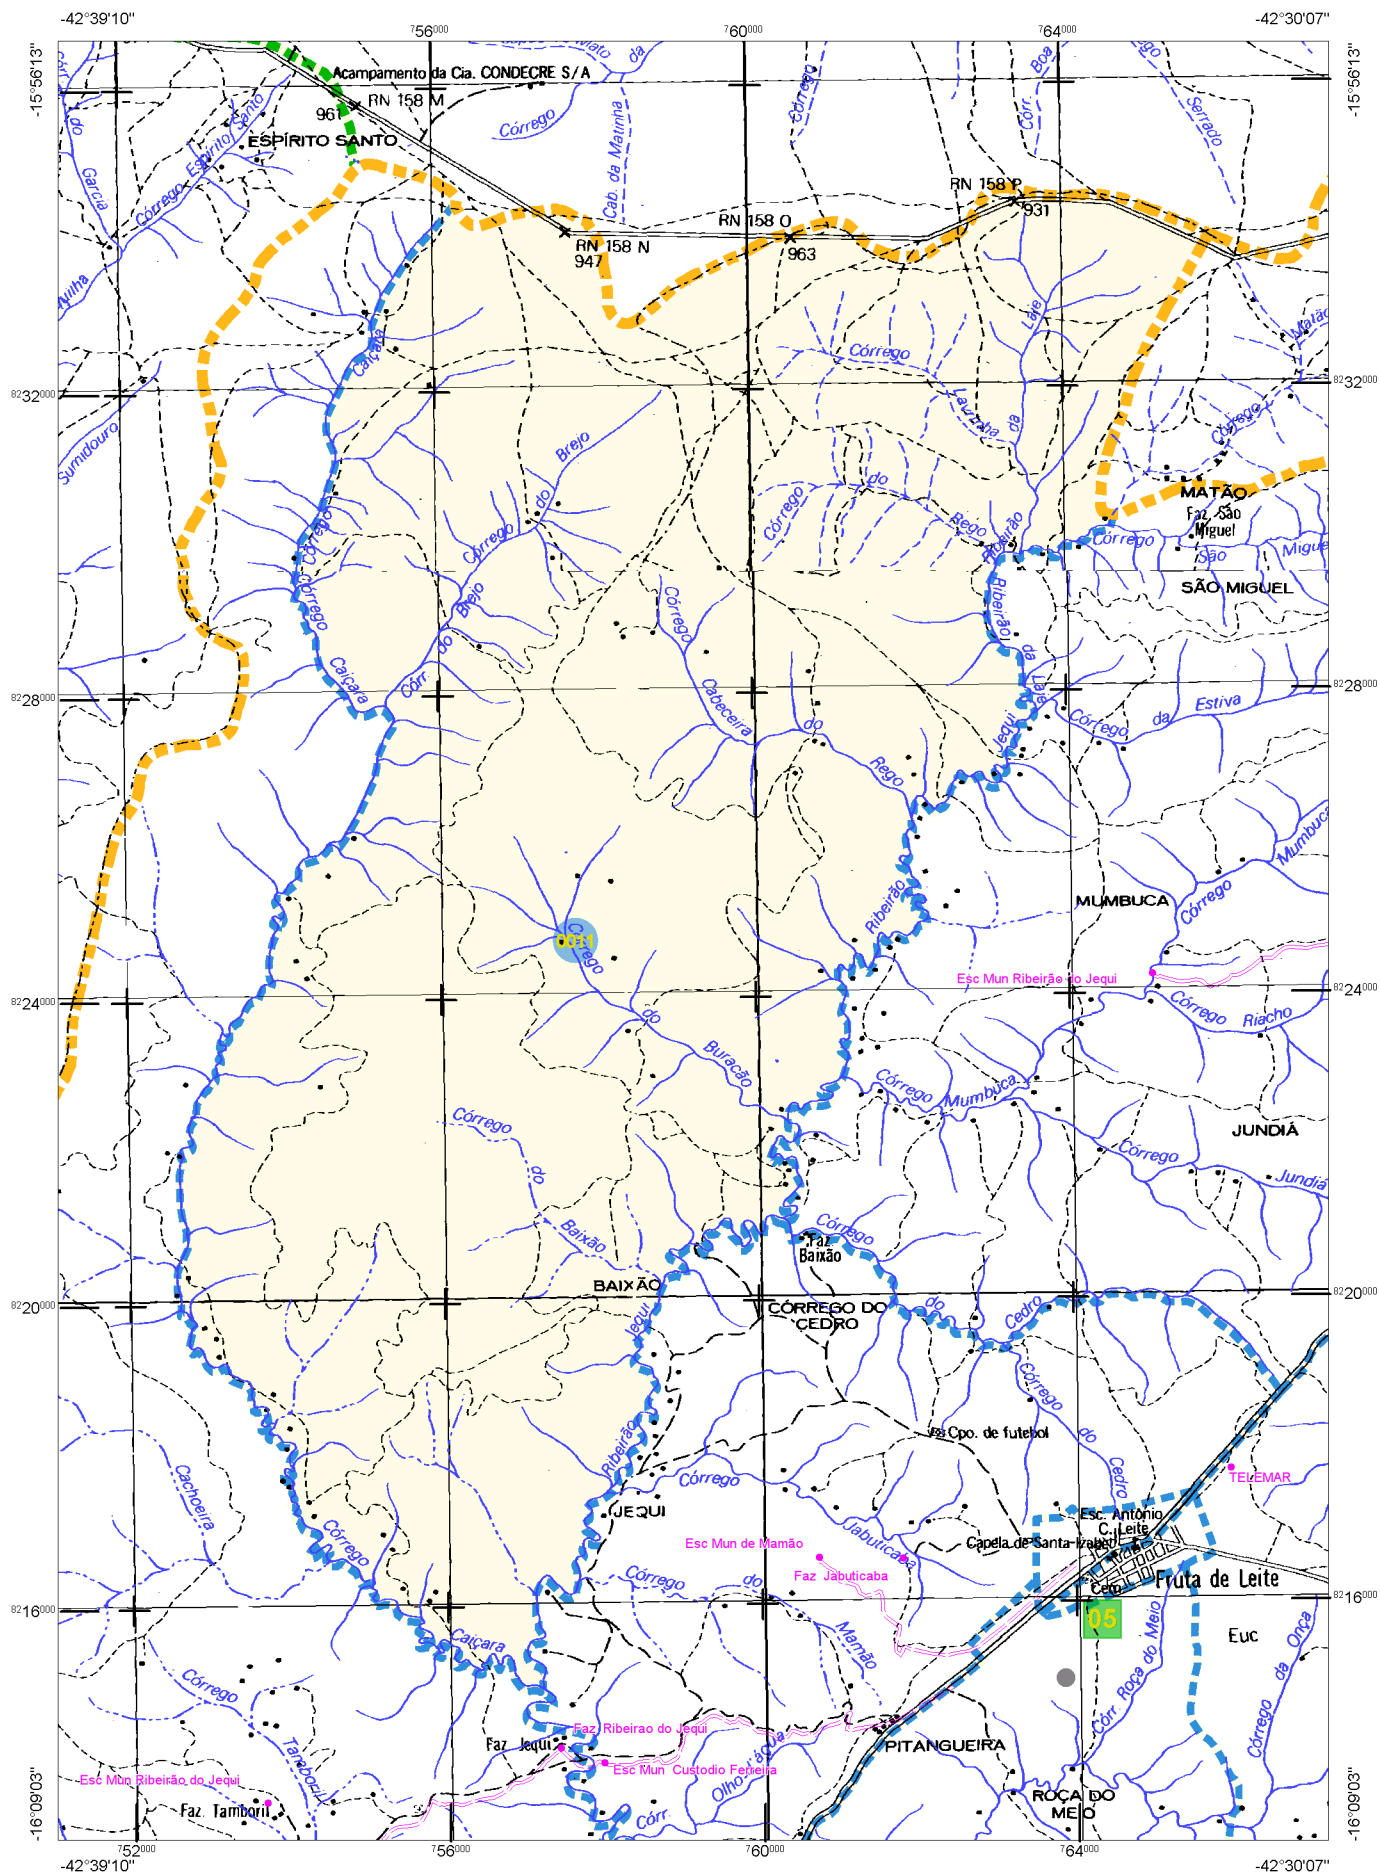 -42°39'10"
-42°30'07"
756000
760000
764000
-15°56'13"
-15°56'13"
Acampamento da Cia. CONDECRE S/A
RN 158 M
961
ESPÍRITO SANTO
Córrego Espírito Santo
Córr.
do
Garcia
Mato
da
Córrego
Cab. da Matinha
Córrego
Córr.
Boa
Serrado
RN 158 P
931
RN 158 O
963
RN 158 N
947
Caiçara
Laje
da
Matão
Córrego
Laurinha
8232000
8232000
Sumidouro
Brejo
do
Córrego
Córrego
do
Rego
Ribeirão
Córrego
MATÃO
Faz. São
Miguel
Córrego
São
Miguel
SÃO MIGUEL
Córrego
Córrego
Caiçara
Brejo
do
Córr.
Córrego
Cabeceira
do
Rego
Ribeirão
da
Laje
Jequi
8228000
8228000
Córrego
da
Estiva
Mumbuca
MUMBUCA
Córrego
Ribeirão
0011
Córrego
do
Buracão
Esc Mun Ribeirão do Jequi
8224000
8224000
Córrego
Riacho
Córrego
Mumbuca
JUNDIÁ
Córrego
Jundiá
Córrego
do
Baixão
Córrego
Faz
Baixão
BAIXÃO
8220000
8220000
CÓRREGO DO
CEDRO
do
Cedro
Jequi
Córrego
do
Cedro
Cpo. de futebol
Ribeirão
Córrego
Jabuticaba
TELEMAR
JEQUI
Cachoeira
Córrego
Esc. Antônio
C. Leite
Capela de Santa Izabel
Esc Mun de Mamão
Faz Jabuticaba
Cem.
Fruta de Leite
Córrego
do
Mamão
8216000
8216000
05
Euc
Caiçara
Córr. Roça do Meio
Córrego
da
Onça
Córrego
Tamboril
Faz Ribeirao do Jequi
Faz Jequi
PITANGUEIRA
Esc Mun Custodio Ferreira
Esc Mun Ribeirão do Jequi
Faz. Tamboril
Córr.
Olho d'água
ROÇA DO
MEIO
-16°09'03"
-16°09'03"
752000
756000
760000
764000
-42°39'10"
-42°30'07"